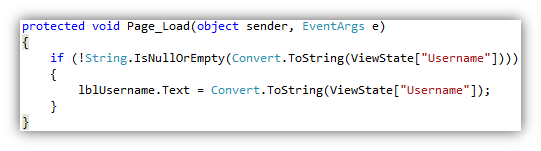 protected void Page_Load(object sender, EventArgs e)
{
    if (!String.IsNullOrEmpty(Convert.ToString(ViewState["Username"])))
    {
        lblUsername.Text = Convert.ToString(ViewState["Username"]);
    }
}